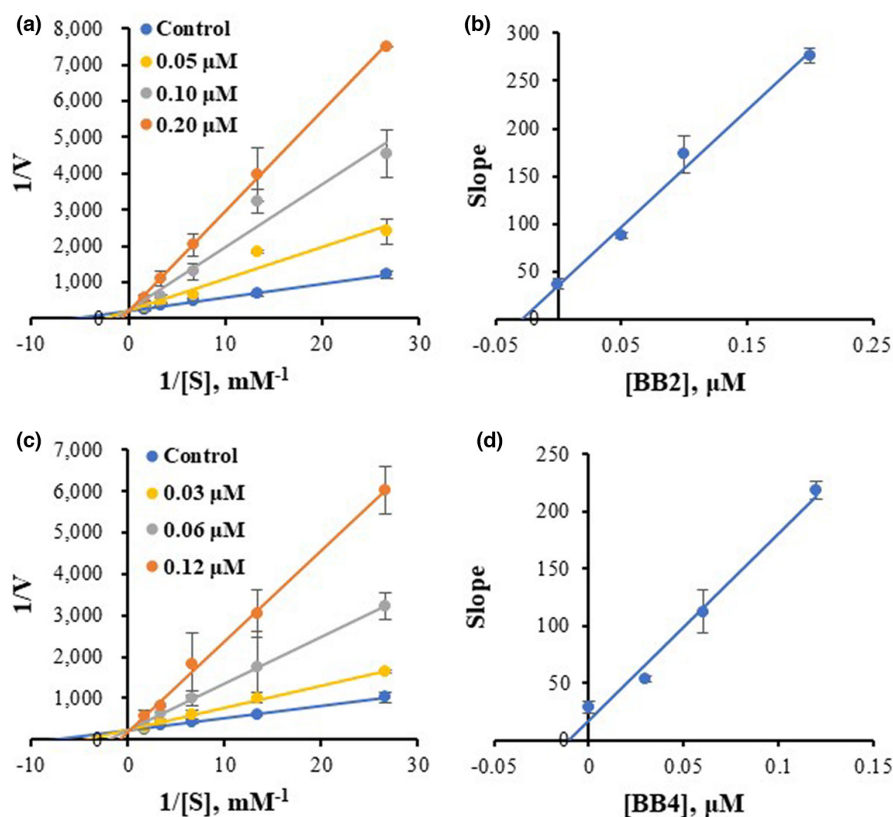 (a)
Control
0.05 µM
0.10 µM
0.20 µM
8,000
7,000
6,000
5,000
4,000
3,000
2,000
1,000
0
1/V
-10
0
10
20
30
1/[S], mM⁻¹
(b)
300
250
200
150
100
50
0
Slope
-0.05
0.05
0.15
0.25
[BB2], µM
(c)
Control
0.03 µM
0.06 µM
0.12 µM
7,000
6,000
5,000
4,000
3,000
2,000
1,000
0
1/V
-10
0
10
20
30
1/[S], mM⁻¹
(d)
250
200
150
100
50
0
Slope
-0.05
0
0.05
0.1
0.15
[BB4], µM